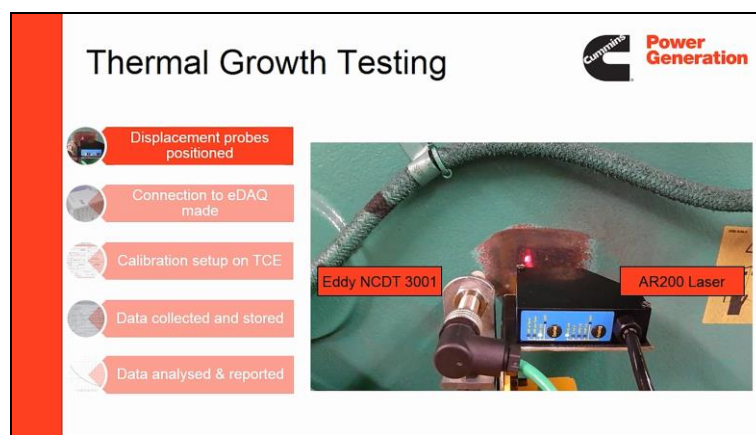 Thermal Growth Testing
Cummins
Power
Generation
Displacement probes
positioned
Connection to eDAQ
made
Calibration setup on TCE
Data collected and stored
Data analysed & reported
Eddy NCDT 3001
AR200 Laser